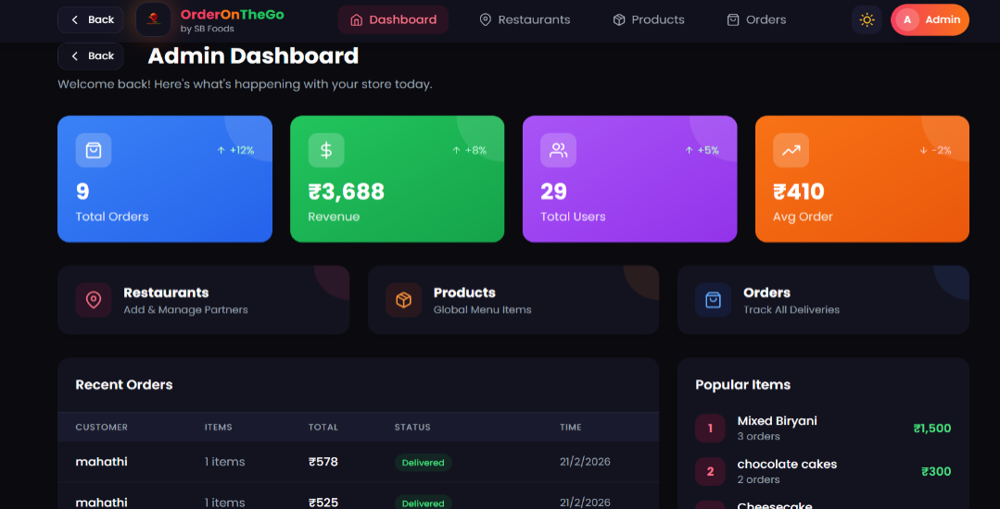 Back
OrderOnTheGo
by SB Foods
Dashboard
Restaurants
Products
Orders
A Admin
Back
Admin Dashboard
Welcome back! Here's what's happening with your store today.
↑ +12%
9
Total Orders
$
↑ +8%
₹3,688
Revenue
↑ +5%
29
Total Users
↓ -2%
₹410
Avg Order
Restaurants
Add & Manage Partners
Products
Global Menu Items
Orders
Track All Deliveries
Recent Orders
CUSTOMER ITEMS TOTAL STATUS TIME
mahathi 1 items ₹578 Delivered 21/2/2026
mahathi 1 items ₹525 Delivered 21/2/2026
Popular Items
1 Mixed Biryani ₹1,500
3 orders
2 chocolate cakes ₹300
2 orders
Cheesecake